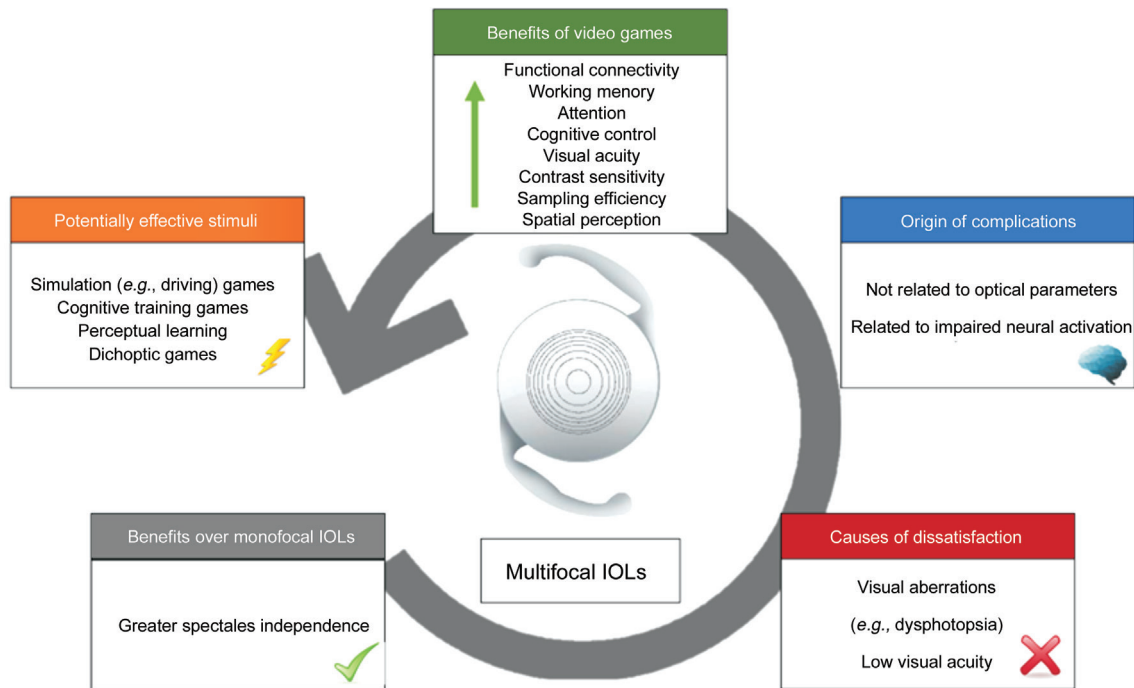 Benefits of video games
Functional connectivity
Working menory
Attention
Cognitive control
Visual acuity
Contrast sensitivity
Sampling efficiency
Spatial perception
Potentially effective stimuli
Simulation (e.g., driving) games
Cognitive training games
Perceptual learning
Dichoptic games
Origin of complications
Not related to optical parameters
Related to impaired neural activation
Benefits over monofocal IOLs
Greater spectales independence
Multifocal IOLs
Causes of dissatisfaction
Visual aberrations
(e.g., dysphotopsia)
Low visual acuity